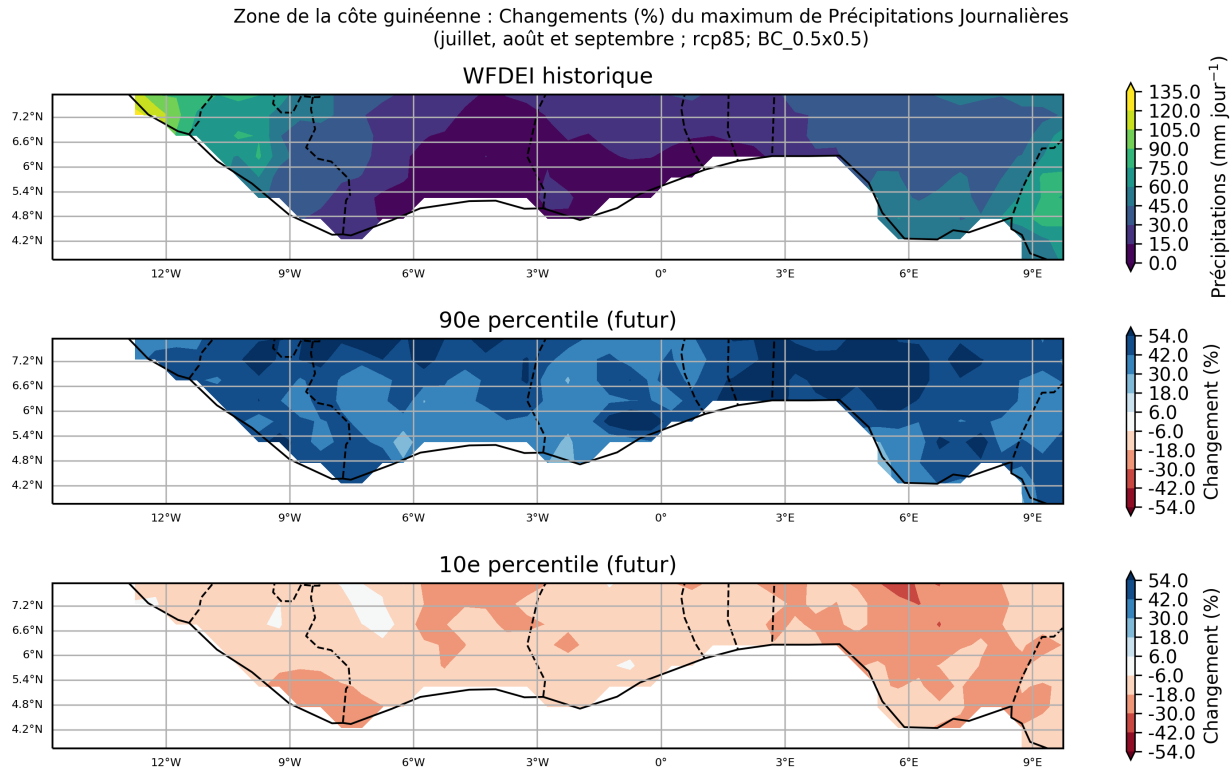 Zone de la côte guinéenne : Changements (%) du maximum de Précipitations Journalières
(juillet, août et septembre ; rcp85; BC_0.5x0.5)
WFDEI historique
7.2°N
6.6°N
6°N
5.4°N
4.8°N
4.2°N
12°W 9°W 6°W 3°W 0° 3°E 6°E 9°E
135.0
120.0
105.0
90.0
75.0
60.0
45.0
30.0
15.0
0.0
Précipitations (mm jour⁻¹)
90e percentile (futur)
7.2°N
6.6°N
6°N
5.4°N
4.8°N
4.2°N
12°W 9°W 6°W 3°W 0° 3°E 6°E 9°E
54.0
42.0
30.0
18.0
6.0
-6.0
-18.0
-30.0
-42.0
-54.0
Changement (%)
10e percentile (futur)
7.2°N
6.6°N
6°N
5.4°N
4.8°N
4.2°N
12°W 9°W 6°W 3°W 0° 3°E 6°E 9°E
54.0
42.0
30.0
18.0
6.0
-6.0
-18.0
-30.0
-42.0
-54.0
Changement (%)